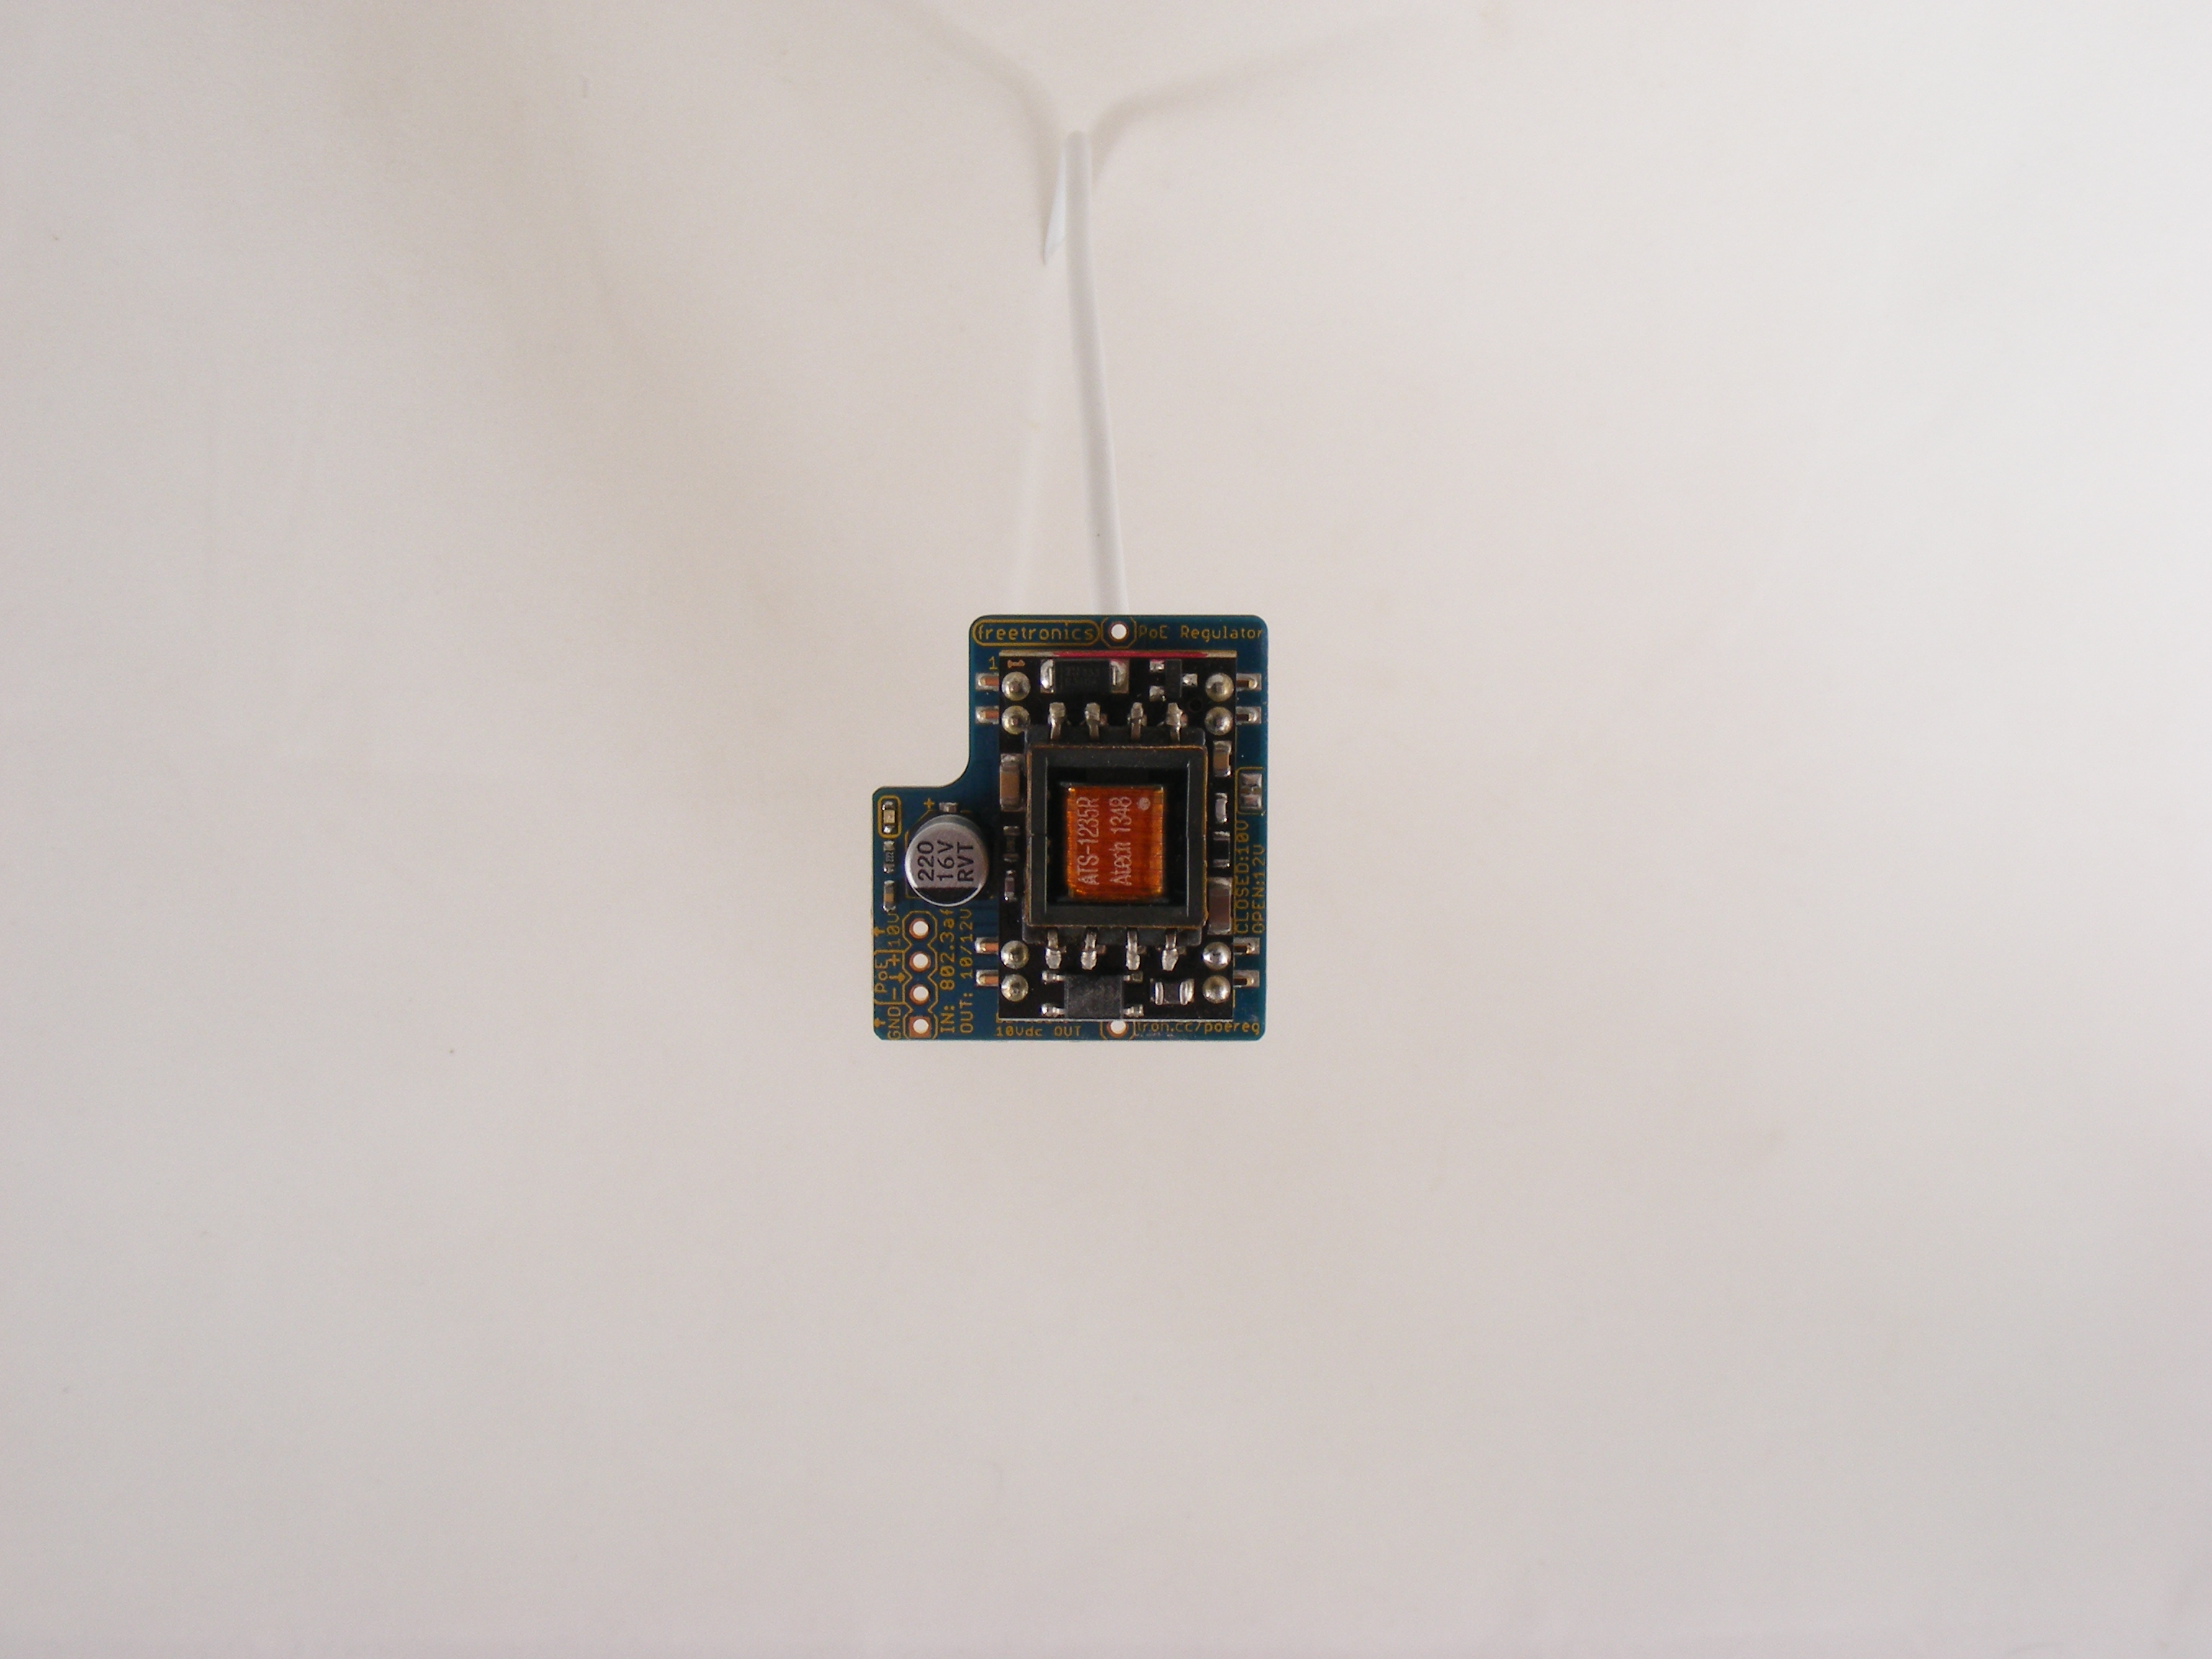 freetronics
PoE Regulator
1
1
ATS-1235R
Atech 1348
+
220
16V
RVT
CLOSED:10V
OPEN:12V
GND
- PoE +
10V
IN: 802.3af
OUT: 10/12V
10Vdc OUT
tron.cc/poereg